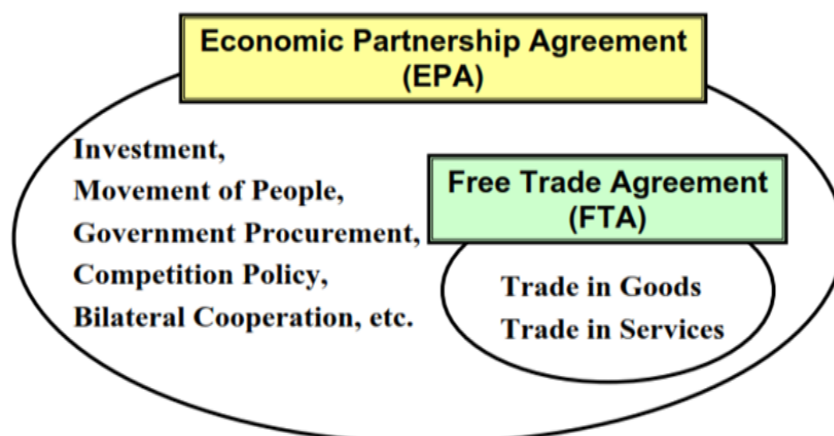 Economic Partnership Agreement
(EPA)
Investment,
Movement of People,
Government Procurement,
Competition Policy,
Bilateral Cooperation, etc.
Free Trade Agreement
(FTA)
Trade in Goods
Trade in Services